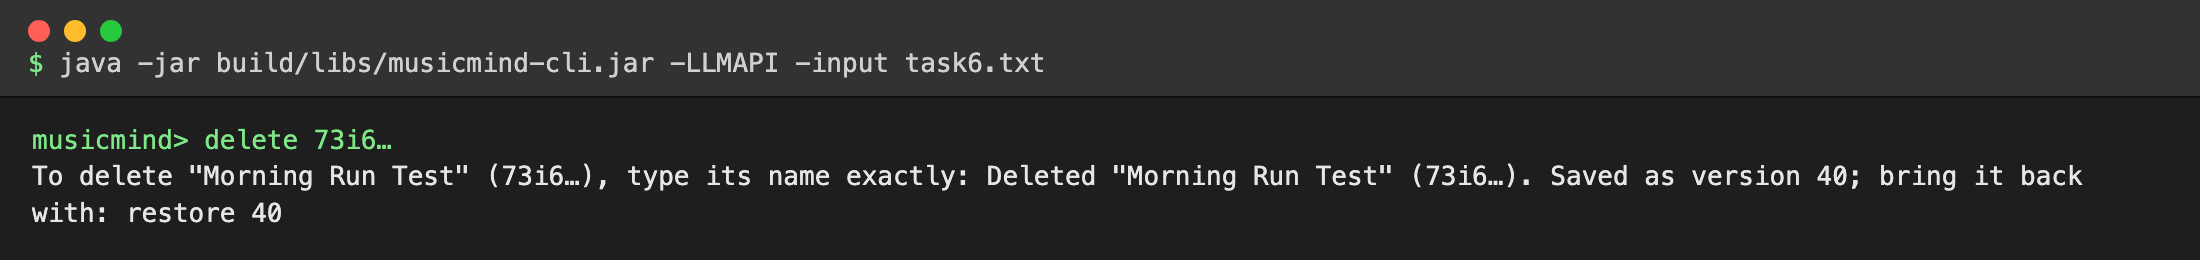 $ java -jar build/libs/musicmind-cli.jar -LLMAPI -input task6.txt
musicmind> delete 73i6…
To delete "Morning Run Test" (73i6…), type its name exactly: Deleted "Morning Run Test" (73i6…). Saved as version 40; bring it back
with: restore 40